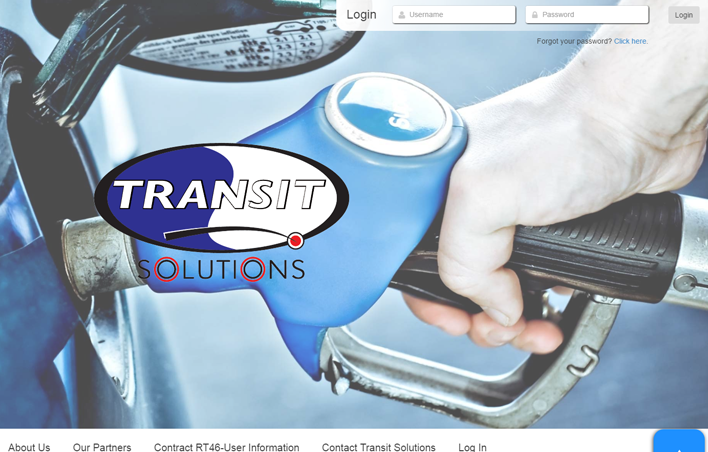 Login
Username
Password
Login
Forgot your password? Click here.
TRANSIT
SOLUTIONS
About Us
Our Partners
Contract RT46-User Information
Contact Transit Solutions
Log In